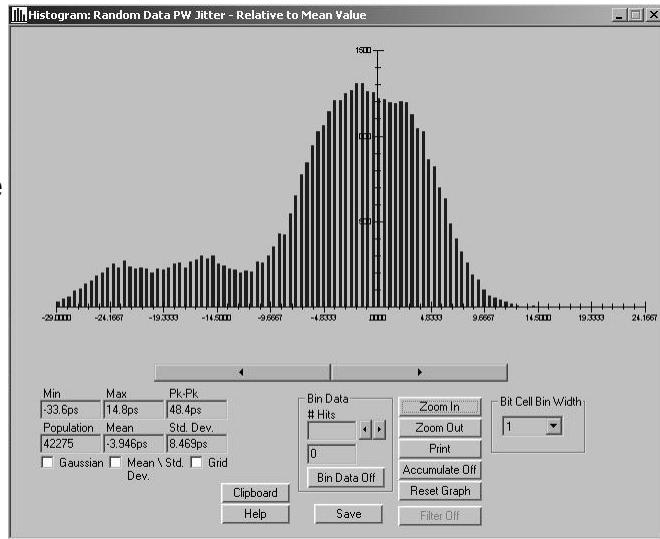 Histogram: Random Data PW Jitter - Relative to Mean Value
e
1500
-29.0000 -24.1667 -19.3333 -14.5000 -9.6667 -4.8333 .0000 4.8333 9.6667 14.5000 19.3333 24.1667
Min Max Pk-Pk
-33.6ps 14.8ps 48.4ps
Population Mean Std. Dev.
42275 -3.946ps 8.469ps
Gaussian Mean \ Std. Dev. Grid
Bin Data
# Hits
0
Bin Data Off
Zoom In
Zoom Out
Print
Accumulate Off
Reset Graph
Filter Off
Bit Cell Bin Width
1
Clipboard
Help
Save